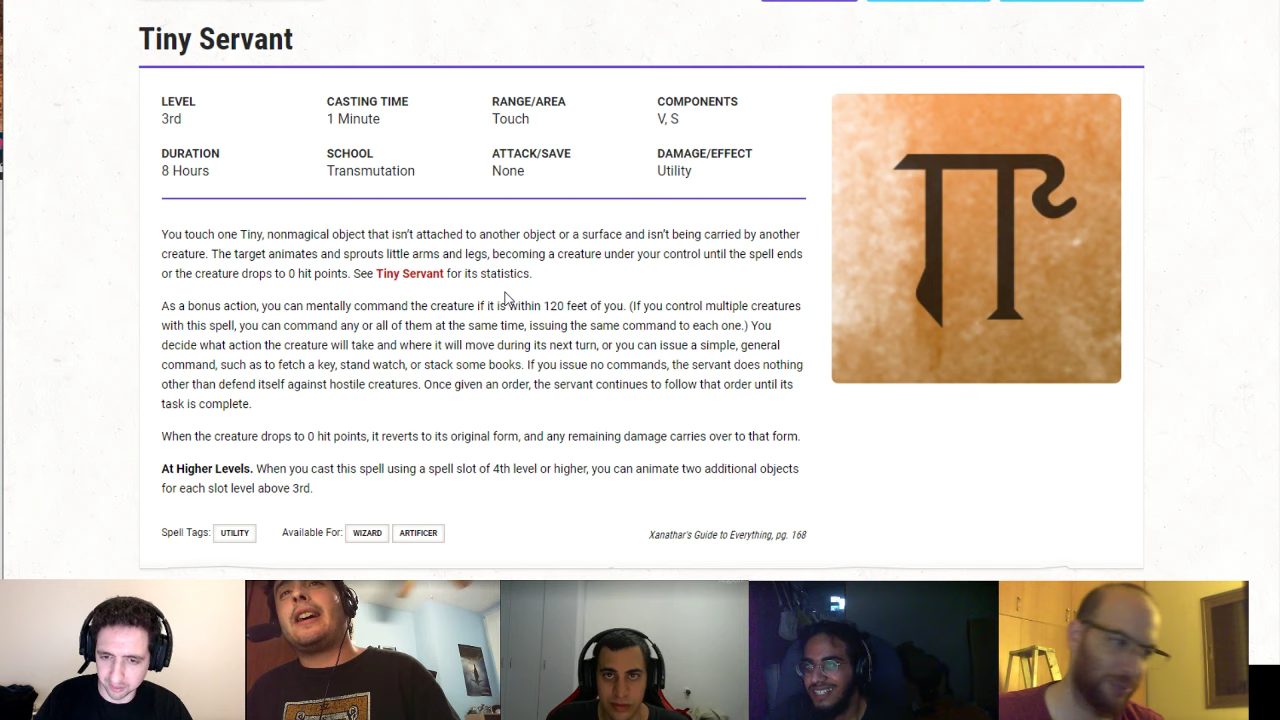 Tiny Servant
LEVEL CASTING TIME RANGE/AREA COMPONENTS
3rd 1 Minute Touch V, S
DURATION SCHOOL ATTACK/SAVE DAMAGE/EFFECT
8 Hours Transmutation None Utility
You touch one Tiny, nonmagical object that isn't attached to another object or a surface and isn't being carried by another
creature. The target animates and sprouts little arms and legs, becoming a creature under your control until the spell ends
or the creature drops to 0 hit points. See Tiny Servant for its statistics.
As a bonus action, you can mentally command the creature if it is within 120 feet of you. (If you control multiple creatures
with this spell, you can command any or all of them at the same time, issuing the same command to each one.) You
decide what action the creature will take and where it will move during its next turn, or you can issue a simple, general
command, such as to fetch a key, stand watch, or stack some books. If you issue no commands, the servant does nothing
other than defend itself against hostile creatures. Once given an order, the servant continues to follow that order until its
task is complete.
When the creature drops to 0 hit points, it reverts to its original form, and any remaining damage carries over to that form.
At Higher Levels. When you cast this spell using a spell slot of 4th level or higher, you can animate two additional objects
for each slot level above 3rd.
Spell Tags: UTILITY Available For: WIZARD ARTIFICER Xanathar's Guide to Everything, pg. 168